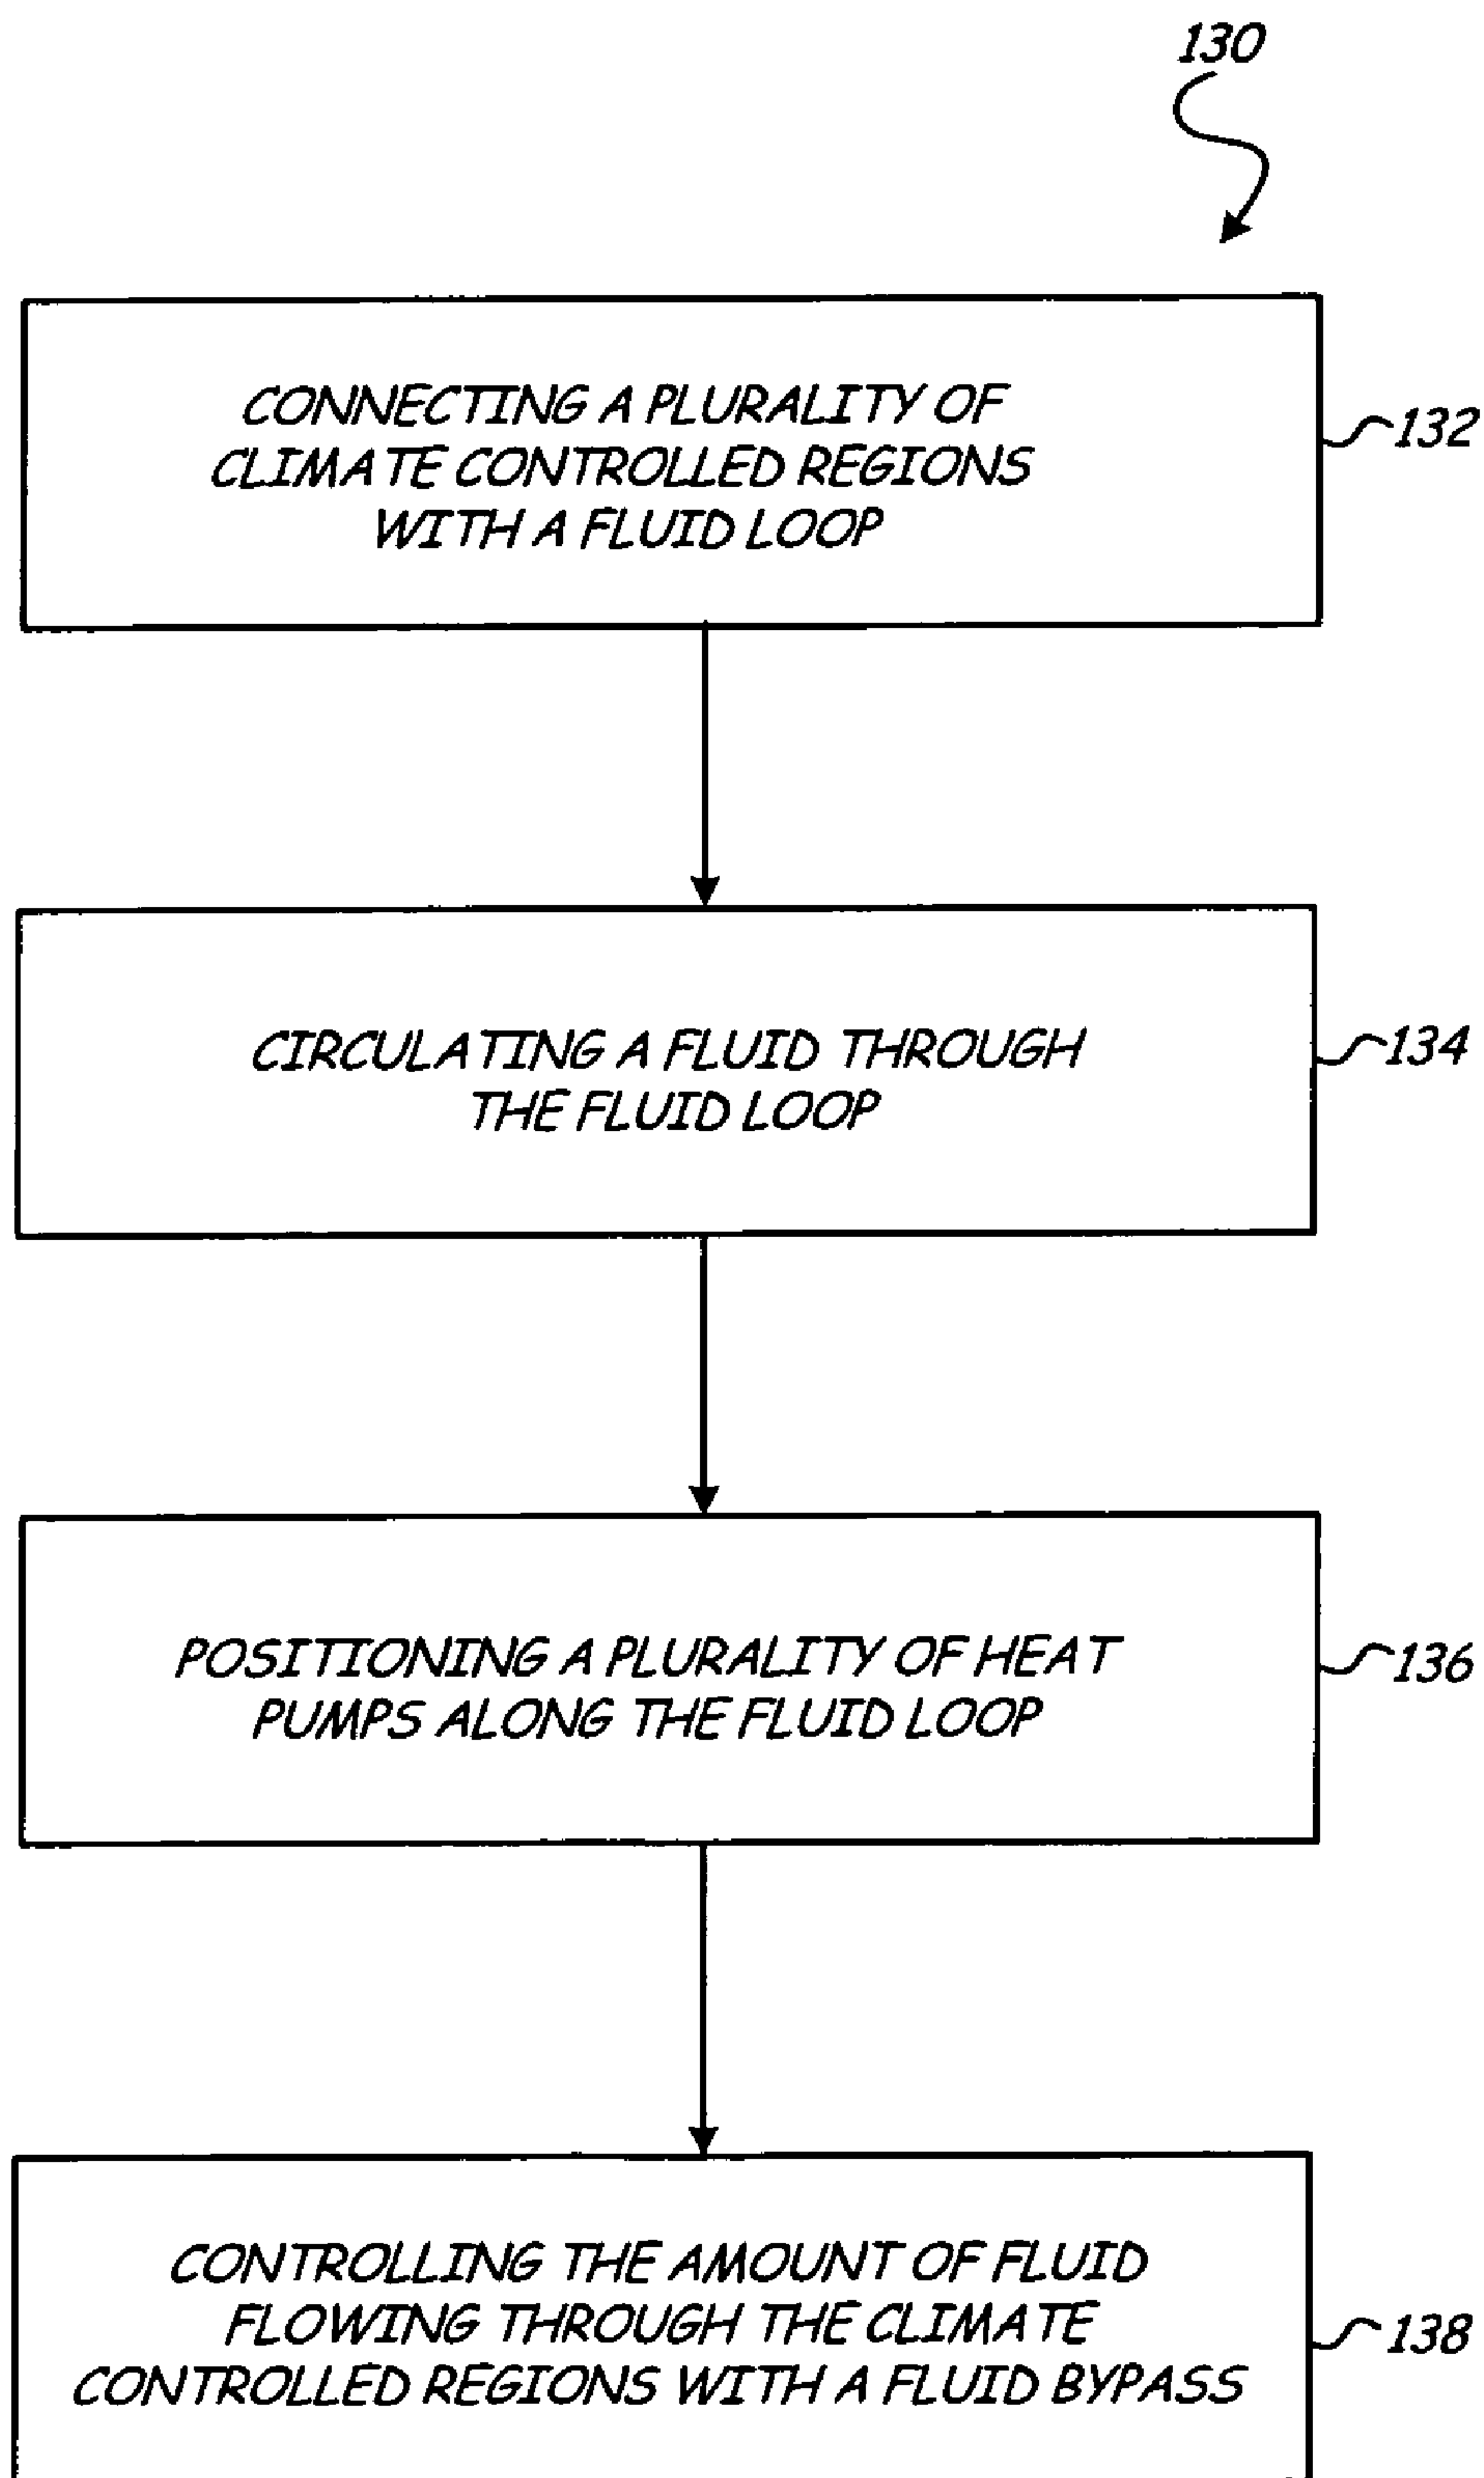 130
CONNECTING A PLURALITY OF
CLIMATE CONTROLLED REGIONS
WITH A FLUID LOOP
132
CIRCULATING A FLUID THROUGH
THE FLUID LOOP
134
POSITIONING A PLURALITY OF HEAT
PUMPS ALONG THE FLUID LOOP
136
CONTROLLING THE AMOUNT OF FLUID
FLOWING THROUGH THE CLIMATE
CONTROLLED REGIONS WITH A FLUID BYPASS
138